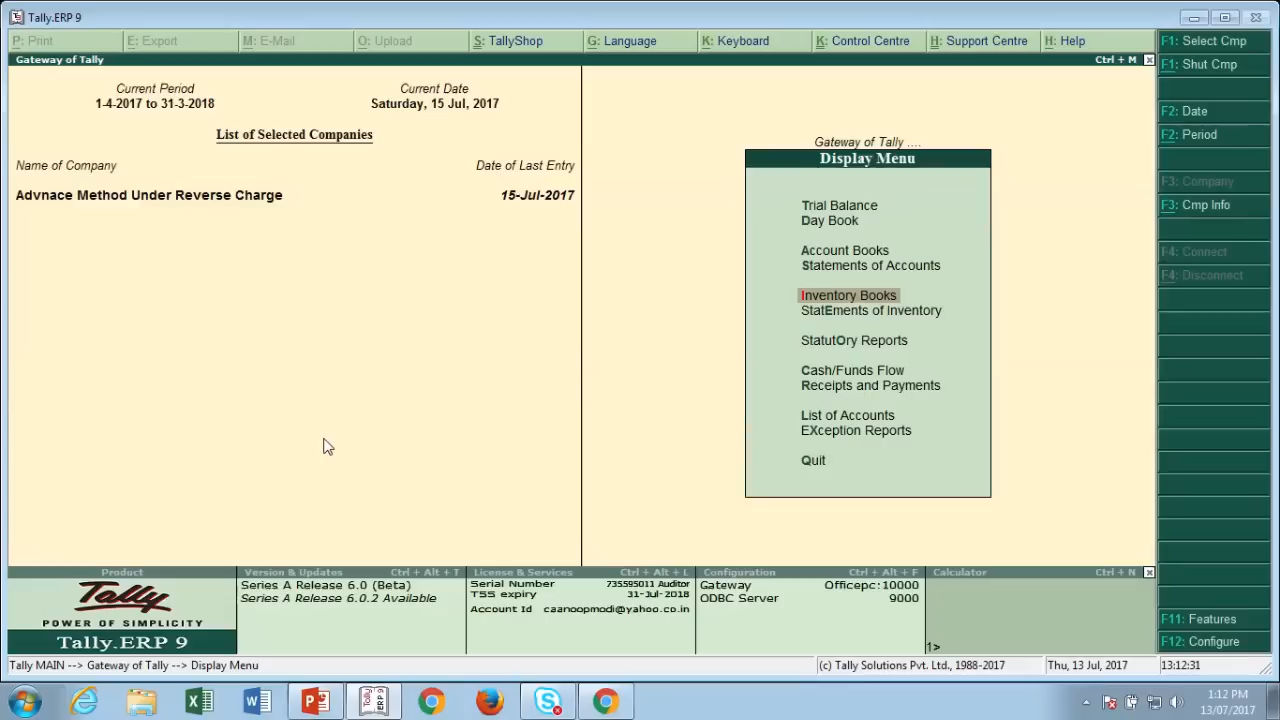 Tally.ERP 9
P: Print
E: Export
M: E-Mail
O: Upload
S: TallyShop
G: Language
K: Keyboard
K: Control Centre
H: Support Centre
H: Help
Gateway of Tally
Ctrl + M
Current Period
1-4-2017 to 31-3-2018
Current Date
Saturday, 15 Jul, 2017
List of Selected Companies
Name of Company
Date of Last Entry
Advnace Method Under Reverse Charge
15-Jul-2017
Gateway of Tally ....
Display Menu
Trial Balance
Day Book
Account Books
Statements of Accounts
Inventory Books
StatEments of Inventory
StatutOry Reports
Cash/Funds Flow
Receipts and Payments
List of Accounts
EXception Reports
Quit
F1: Select Cmp
F1: Shut Cmp
F2: Date
F2: Period
F3: Company
F3: Cmp Info
F4: Connect
F4: Disconnect
F11: Features
F12: Configure
Product
Tally
POWER OF SIMPLICITY
Tally.ERP 9
Version & Updates Ctrl + Alt + T
Series A Release 6.0 (Beta)
Series A Release 6.0.2 Available
License & Services Ctrl + Alt + L
Serial Number 735595011 Auditor
TSS expiry 31-Jul-2018
Account Id caanoopmodi@yahoo.co.in
Configuration Ctrl + Alt + F
Gateway Officepc:10000
ODBC Server 9000
Calculator Ctrl + N
1>
Tally MAIN --> Gateway of Tally --> Display Menu
(c) Tally Solutions Pvt. Ltd., 1988-2017
Thu, 13 Jul, 2017
13:12:31
1:12 PM
13/07/2017